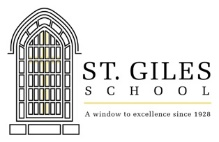 ST. GILES
SCHOOL
A window to excellence since 1928